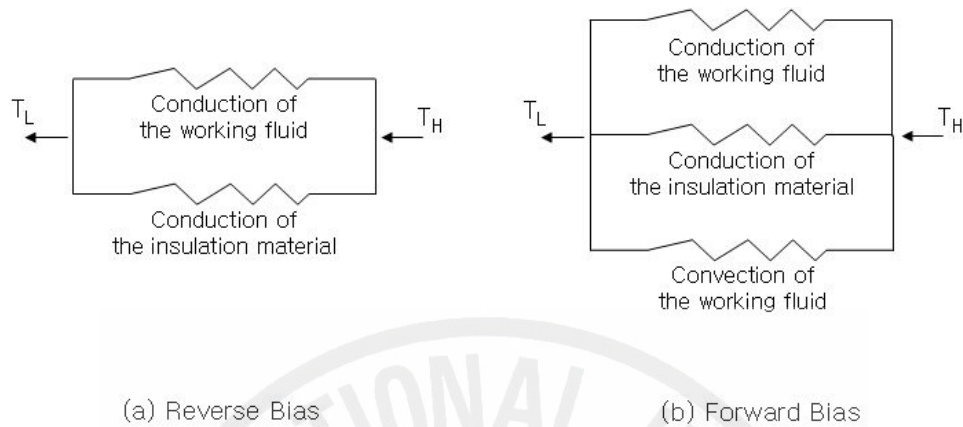 Conduction of
the working fluid
T_L
T_H
Conduction of
the insulation material
(a) Reverse Bias
Conduction of
the working fluid
T_L
T_H
Conduction of
the insulation material
Convection of
the working fluid
(b) Forward Bias
TIONAL